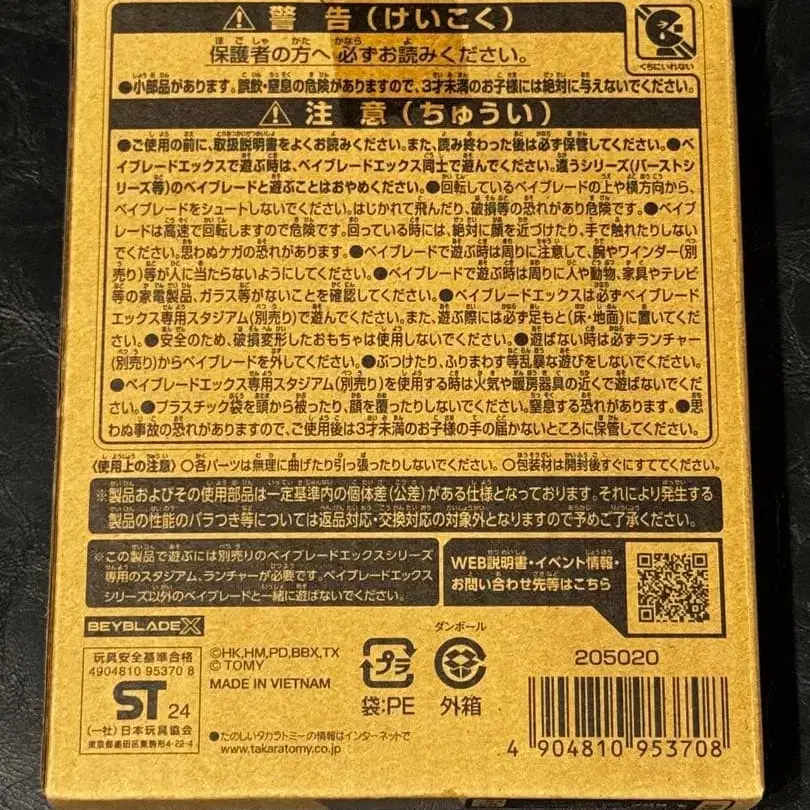 ⚠警告(けいこく)
保護者の方へ 必ずお読みください。
くちにいれない
●小部品があります。誤飲・窒息の危険がありますので、3才未満のお子様には絶対に与えないでください。
⚠注意(ちゅうい)
●ご使用の前に、取扱説明書をよくお読みください。また、読み終わった後は必ず保管してください。●ベイ
ブレードエックスで遊ぶ時は、ベイブレードエックス同士で遊んでください。違うシリーズ(バーストシ
リーズ等)のベイブレードと遊ぶことはおやめください。●回転しているベイブレードの上や横方向から、
ベイブレードをシュートしないでください。はじかれて飛んだり、破損等の恐れがあり危険です。●ベイブ
レードは高速で回転しますので危険です。回っている時には、絶対に顔を近づけたり、手で触れたりしない
でください。思わぬケガの恐れがあります。●ベイブレードで遊ぶ時は周りに注意して、腕やワインダー(別
売り)等が人に当たらないようにしてください。●ベイブレードで遊ぶ時は周りに人や動物、家具やテレビ
等の家電製品、ガラス等がないことを確認してください。●ベイブレードエックスは必ずベイブレード
エックス専用スタジアム(別売り)で遊んでください。また、遊ぶ際には必ず足もと(床・地面)に置いてくだ
さい。●安全のため、破損変形したおもちゃは使用しないでください。●遊ばない時は必ずランチャー
(別売り)からベイブレードを外してください。●ぶつけたり、ふりまわす等乱暴な遊びをしないでください。
●ベイブレードエックス専用スタジアム(別売り)を使用する時は火気や暖房器具の近くで遊ばないでくだ
さい。●プラスチック袋を頭から被ったり、顔を覆ったりしないでください。窒息する恐れがあります。●思
わぬ事故の恐れがありますので、ご使用後は3才未満のお子様の手の届かないところに保管してください。
〈使用上の注意〉○各パーツは無理に曲げたり引っ張ったりしないでください。○包装材は開封後すぐにすててください。
※製品およびその使用部品は一定基準内の個体差(公差)がある仕様となっております。それにより発生する
製品の性能のバラつき等については返品対応・交換対応の対象外となりますので予めご了承ください。
※この製品で遊ぶには別売りのベイブレードエックスシリーズ
専用のスタジアム、ランチャーが必要です。ベイブレードエックス
シリーズ以外のベイブレードと一緒に遊ばないでください。
WEB説明書・イベント情報・
お問い合わせ先等はこちら
BEYBLADE X
玩具安全基準合格
4904810 95370 8
ST 24
(一社)日本玩具協会
東京都墨田区東駒形4-22-4
©HK,HM,PD,BBX,TX
© TOMY
MADE IN VIETNAM
プラ
袋:PE
ダンボール
外箱
●たのしいタカラトミーの情報はインターネットで
www.takaratomy.co.jp
205020
4 904810 953708